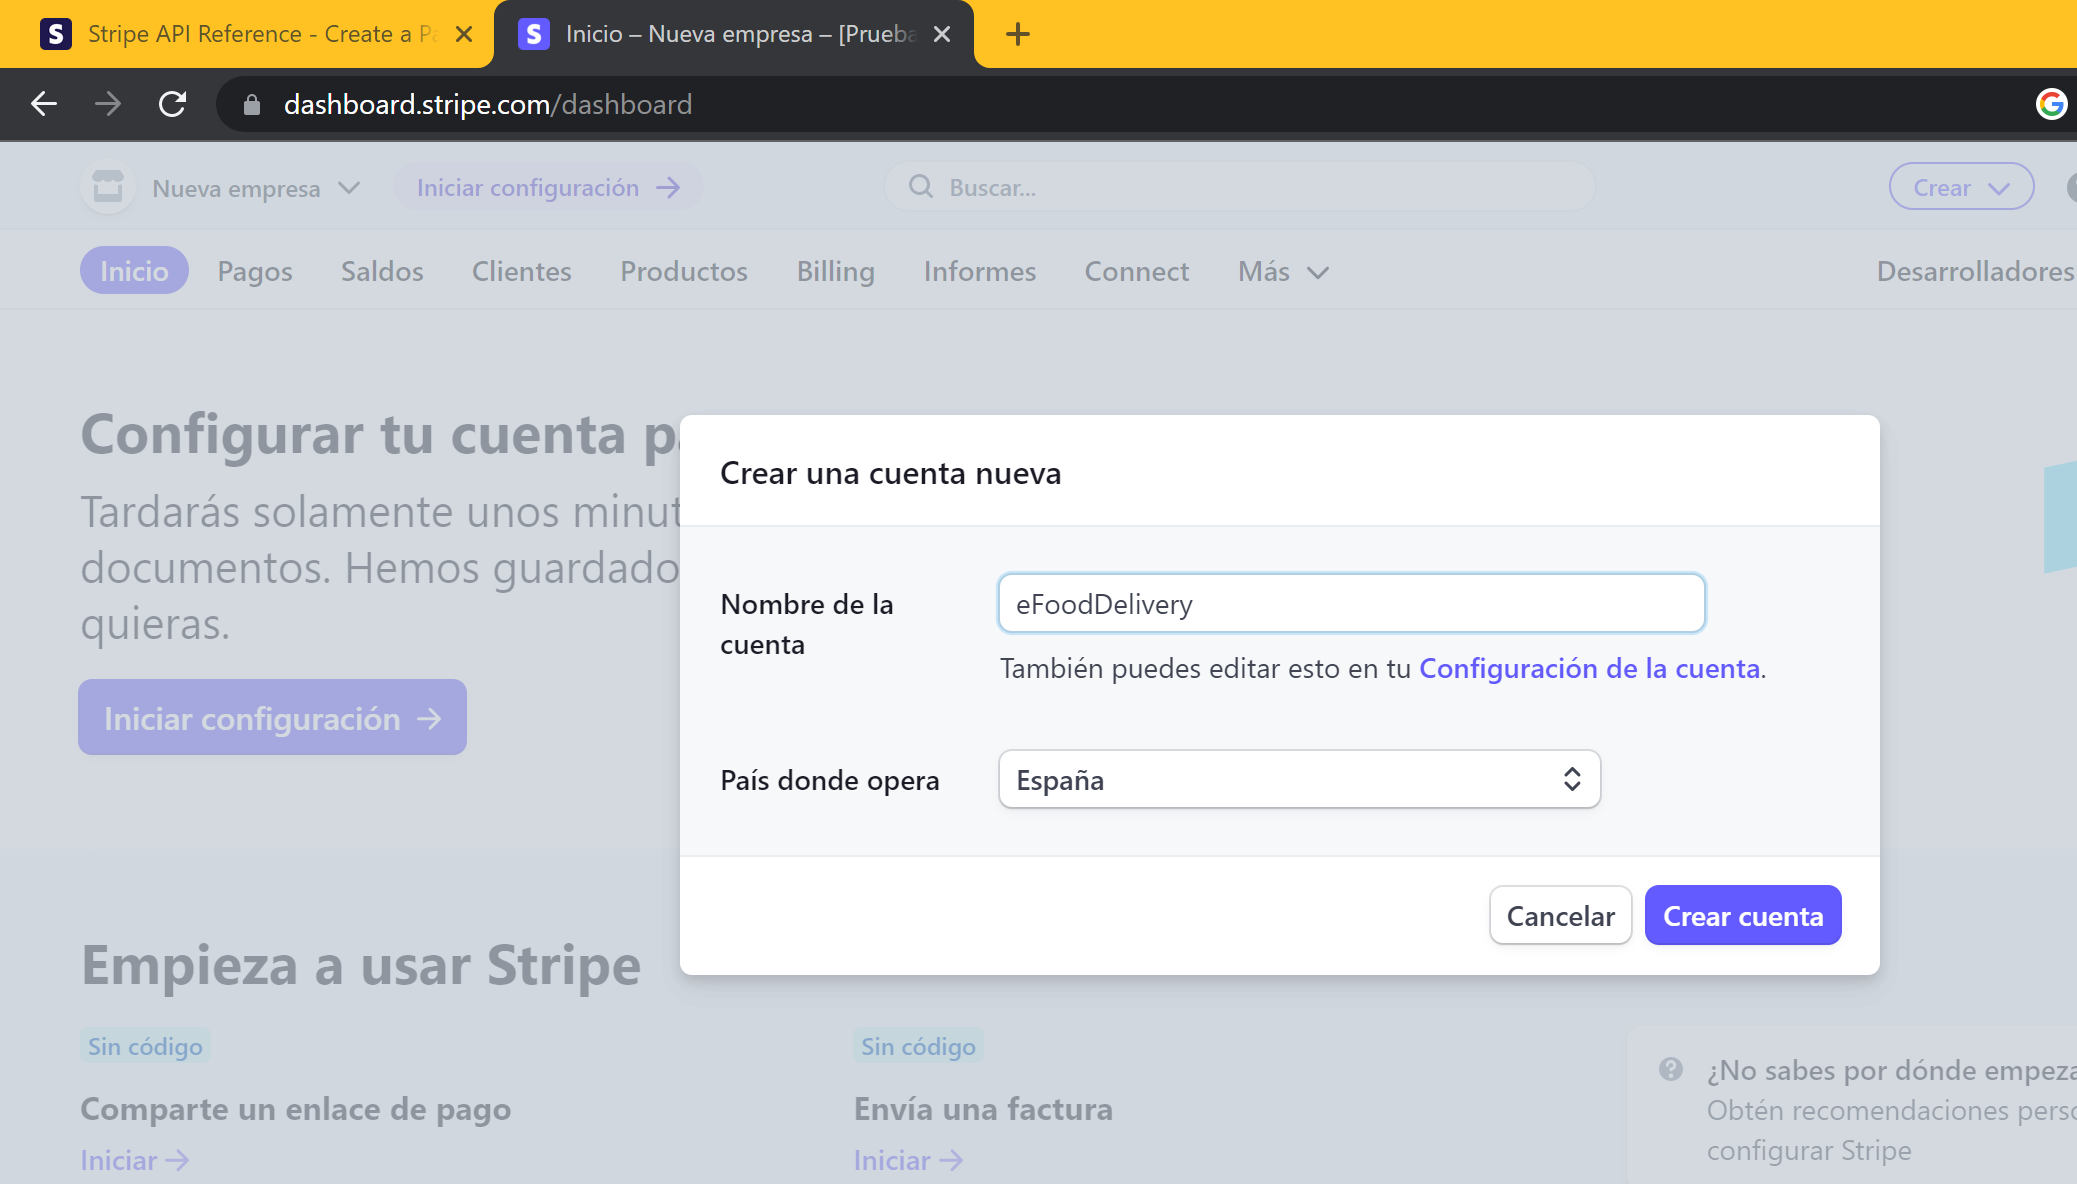 Stripe API Reference - Create a Pa
Inicio – Nueva empresa – [Prueba
dashboard.stripe.com/dashboard
Nueva empresa
Iniciar configuración
Buscar...
Crear
Inicio
Pagos
Saldos
Clientes
Productos
Billing
Informes
Connect
Más
Desarrolladores
Configurar tu cuenta pa
Tardarás solamente unos minut
documentos. Hemos guardado
quieras.
Iniciar configuración
Crear una cuenta nueva
Nombre de la
cuenta
eFoodDelivery
También puedes editar esto en tu Configuración de la cuenta.
País donde opera
España
Cancelar
Crear cuenta
Empieza a usar Stripe
Sin código
Comparte un enlace de pago
Iniciar
Sin código
Envía una factura
Iniciar
¿No sabes por dónde empeza
Obtén recomendaciones perso
configurar Stripe